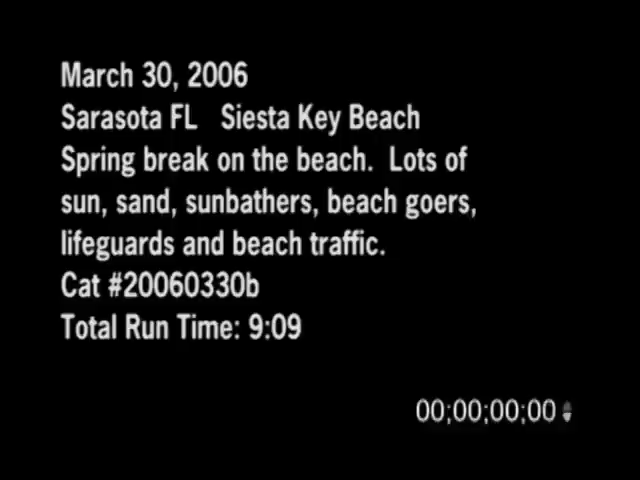 March 30, 2006
Sarasota FL   Siesta Key Beach
Spring break on the beach.  Lots of
sun, sand, sunbathers, beach goers,
lifeguards and beach traffic.
Cat #20060330b
Total Run Time: 9:09
00;00;00;00